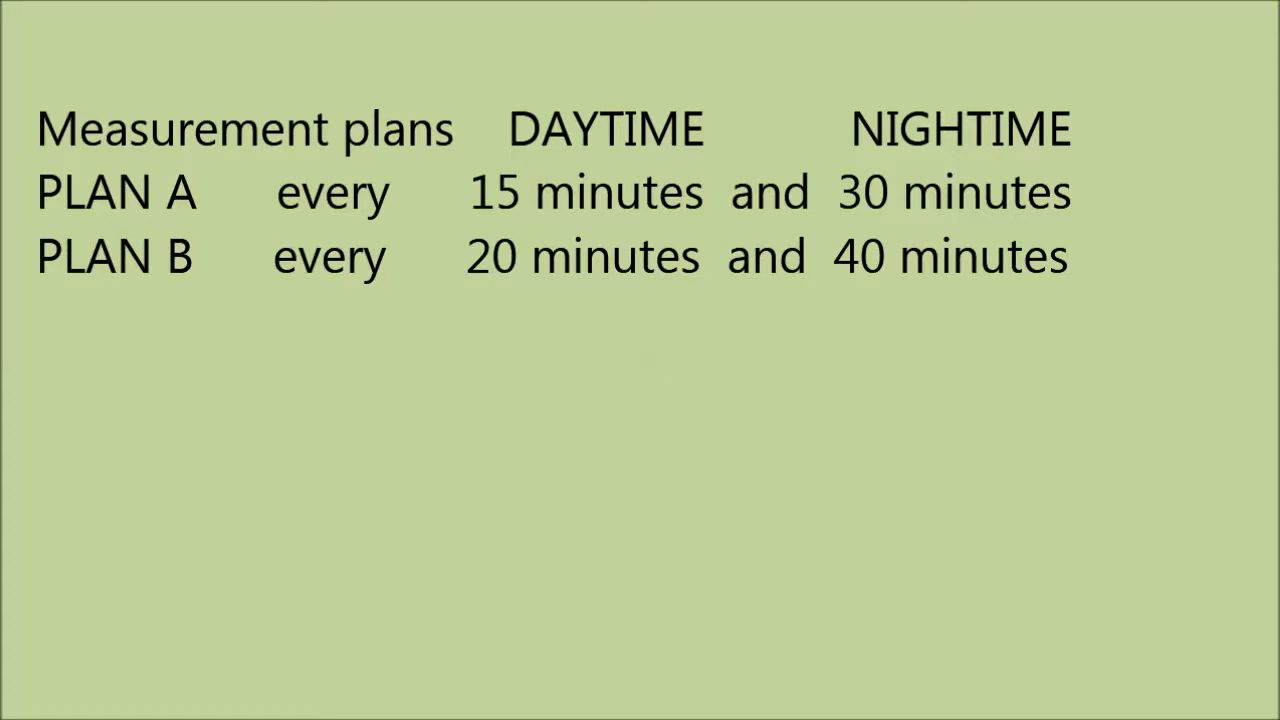 Measurement plans DAYTIME NIGHTIME
PLAN A every 15 minutes and 30 minutes
PLAN B every 20 minutes and 40 minutes